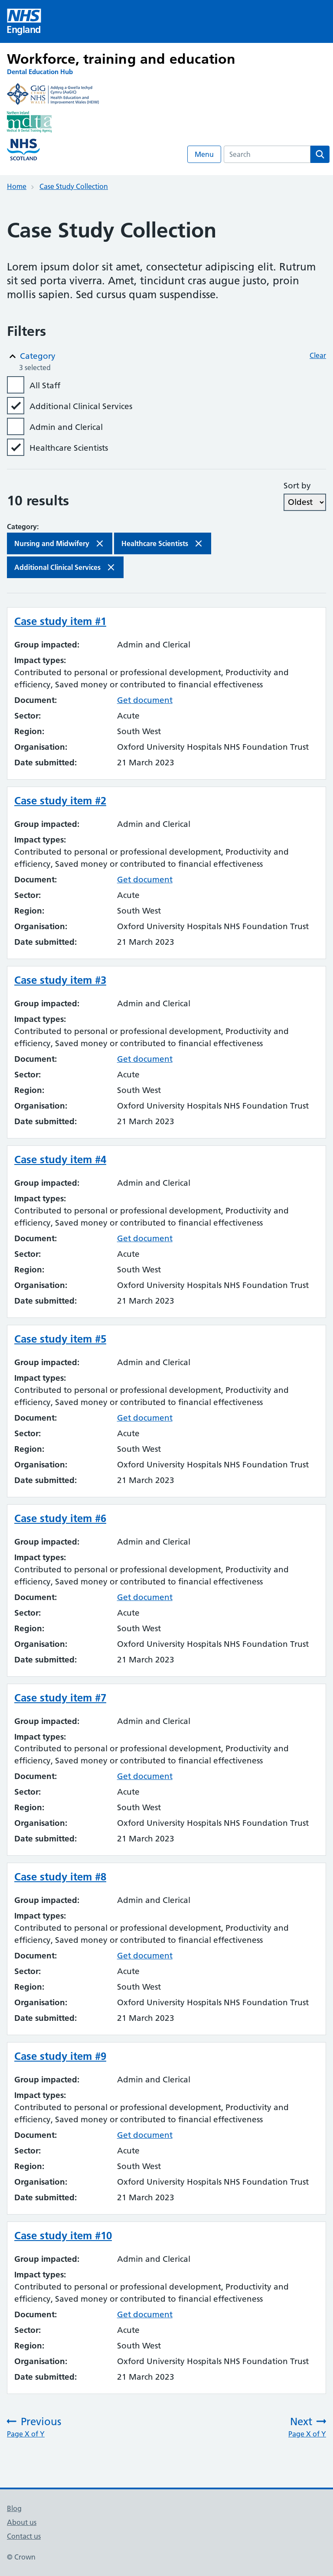 NHS
England
Workforce, training and education
Dental Education Hub
GIG
NHS
Addysg a Gwella Iechyd
Cymru (AaGIC)
Health Education and
Improvement Wales (HEIW)
Northern Ireland
mdta
Medical & Dental Training Agency
NHS
SCOTLAND
Menu
Search
Home
Case Study Collection
Case Study Collection
Lorem ipsum dolor sit amet, consectetur adipiscing elit. Rutrum
sit sed porta viverra. Amet, tincidunt cras augue justo, proin
mollis sapien. Sed cursus quam suspendisse.
Filters
Category
Clear
3 selected
All Staff
Additional Clinical Services
Admin and Clerical
Healthcare Scientists
Sort by
10 results
Oldest
Category:
Nursing and Midwifery
Healthcare Scientists
Additional Clinical Services
Case study item #1
Group impacted: Admin and Clerical
Impact types:
Contributed to personal or professional development, Productivity and
efficiency, Saved money or contributed to financial effectiveness
Document: Get document
Sector: Acute
Region: South West
Organisation: Oxford University Hospitals NHS Foundation Trust
Date submitted: 21 March 2023
Case study item #2
Group impacted: Admin and Clerical
Impact types:
Contributed to personal or professional development, Productivity and
efficiency, Saved money or contributed to financial effectiveness
Document: Get document
Sector: Acute
Region: South West
Organisation: Oxford University Hospitals NHS Foundation Trust
Date submitted: 21 March 2023
Case study item #3
Group impacted: Admin and Clerical
Impact types:
Contributed to personal or professional development, Productivity and
efficiency, Saved money or contributed to financial effectiveness
Document: Get document
Sector: Acute
Region: South West
Organisation: Oxford University Hospitals NHS Foundation Trust
Date submitted: 21 March 2023
Case study item #4
Group impacted: Admin and Clerical
Impact types:
Contributed to personal or professional development, Productivity and
efficiency, Saved money or contributed to financial effectiveness
Document: Get document
Sector: Acute
Region: South West
Organisation: Oxford University Hospitals NHS Foundation Trust
Date submitted: 21 March 2023
Case study item #5
Group impacted: Admin and Clerical
Impact types:
Contributed to personal or professional development, Productivity and
efficiency, Saved money or contributed to financial effectiveness
Document: Get document
Sector: Acute
Region: South West
Organisation: Oxford University Hospitals NHS Foundation Trust
Date submitted: 21 March 2023
Case study item #6
Group impacted: Admin and Clerical
Impact types:
Contributed to personal or professional development, Productivity and
efficiency, Saved money or contributed to financial effectiveness
Document: Get document
Sector: Acute
Region: South West
Organisation: Oxford University Hospitals NHS Foundation Trust
Date submitted: 21 March 2023
Case study item #7
Group impacted: Admin and Clerical
Impact types:
Contributed to personal or professional development, Productivity and
efficiency, Saved money or contributed to financial effectiveness
Document: Get document
Sector: Acute
Region: South West
Organisation: Oxford University Hospitals NHS Foundation Trust
Date submitted: 21 March 2023
Case study item #8
Group impacted: Admin and Clerical
Impact types:
Contributed to personal or professional development, Productivity and
efficiency, Saved money or contributed to financial effectiveness
Document: Get document
Sector: Acute
Region: South West
Organisation: Oxford University Hospitals NHS Foundation Trust
Date submitted: 21 March 2023
Case study item #9
Group impacted: Admin and Clerical
Impact types:
Contributed to personal or professional development, Productivity and
efficiency, Saved money or contributed to financial effectiveness
Document: Get document
Sector: Acute
Region: South West
Organisation: Oxford University Hospitals NHS Foundation Trust
Date submitted: 21 March 2023
Case study item #10
Group impacted: Admin and Clerical
Impact types:
Contributed to personal or professional development, Productivity and
efficiency, Saved money or contributed to financial effectiveness
Document: Get document
Sector: Acute
Region: South West
Organisation: Oxford University Hospitals NHS Foundation Trust
Date submitted: 21 March 2023
Previous
Page X of Y
Next
Page X of Y
Blog
About us
Contact us
© Crown